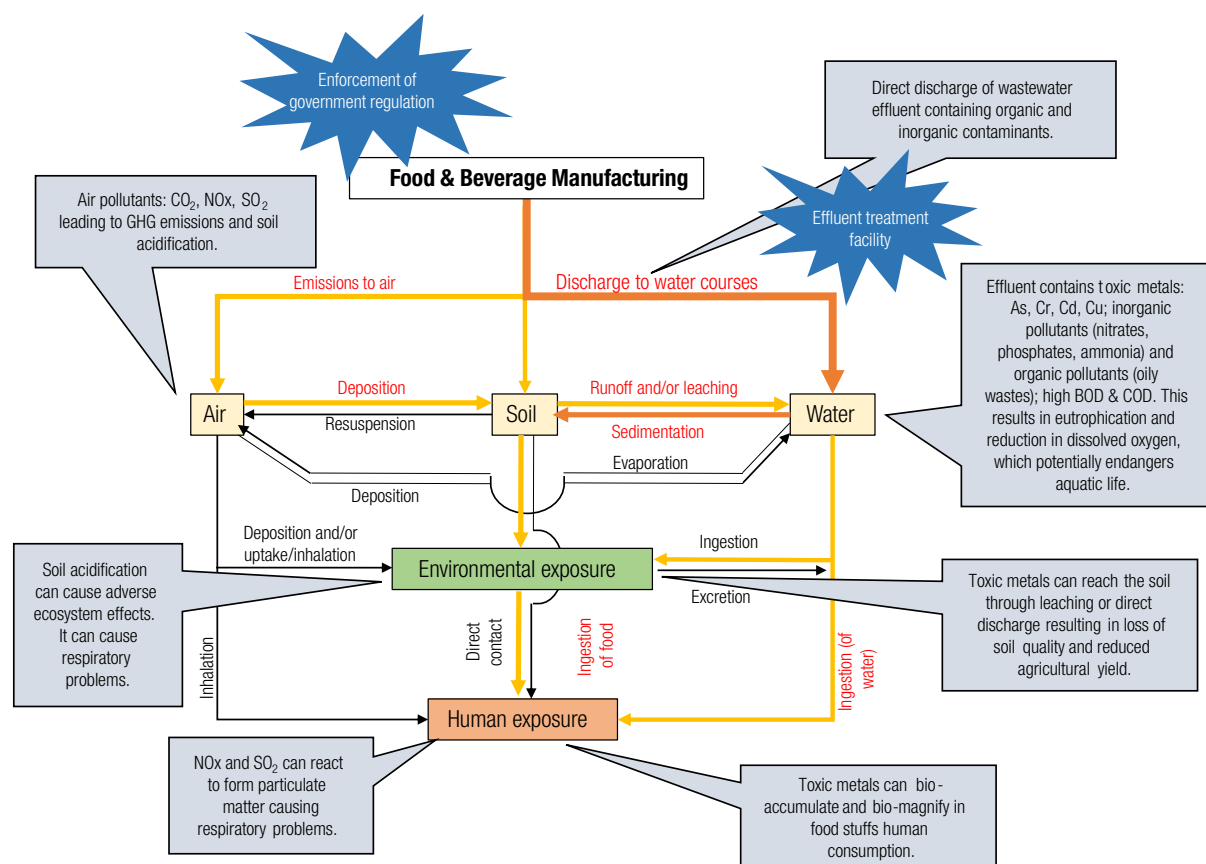 Enforcement of
government regulation
Direct discharge of wastewater
effluent containing organic and
inorganic contaminants.
Food & Beverage Manufacturing
Air pollutants: CO₂, NOx, SO₂
leading to GHG emissions and soil
acidification.
Effluent treatment
facility
Emissions to air
Discharge to water courses
Effluent contains toxic metals:
As, Cr, Cd, Cu; inorganic
pollutants (nitrates,
phosphates, ammonia) and
organic pollutants (oily
wastes); high BOD & COD. This
results in eutrophication and
reduction in dissolved oxygen,
which potentially endangers
aquatic life.
Deposition
Runoff and/or leaching
Air
Soil
Water
Resuspension
Sedimentation
Evaporation
Deposition
Deposition and/or
uptake/inhalation
Ingestion
Environmental exposure
Excretion
Soil acidification
can cause adverse
ecosystem effects.
It can cause
respiratory
problems.
Toxic metals can reach the soil
through leaching or direct
discharge resulting in loss of
soil quality and reduced
agricultural yield.
Inhalation
Direct
contact
Ingestion
of food
Ingestion (of
water)
Human exposure
NOx and SO₂ can react
to form particulate
matter causing
respiratory problems.
Toxic metals can bio-
accumulate and bio-magnify in
food stuffs human
consumption.